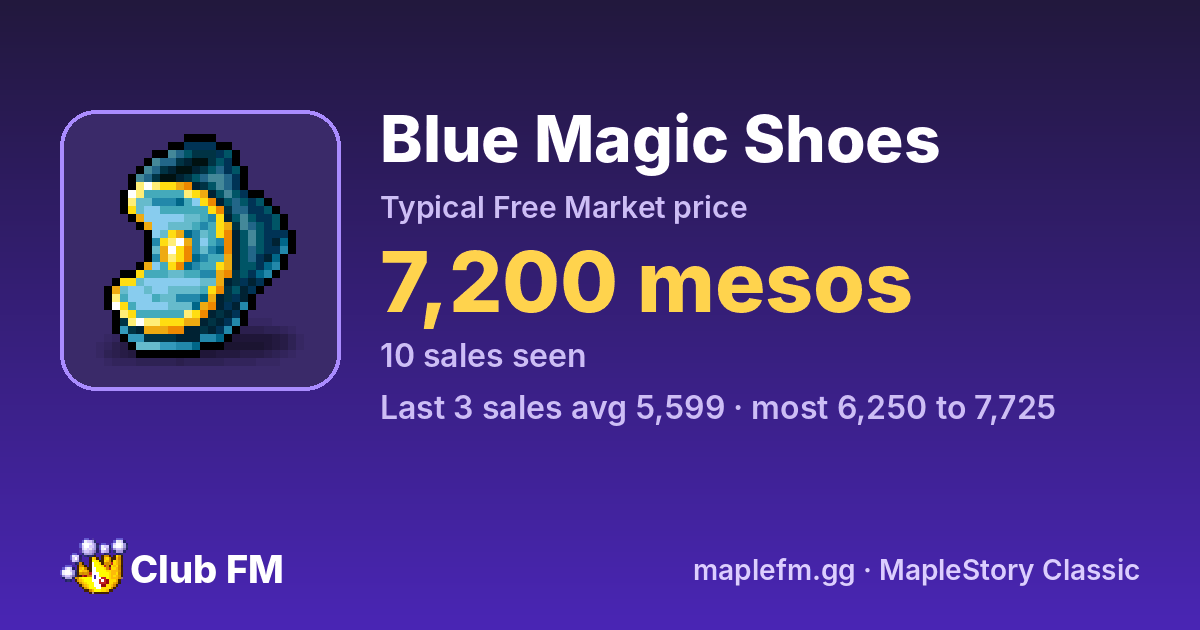 Blue Magic Shoes
Typical Free Market price
7,200 mesos
10 sales seen
Last 3 sales avg 5,599 · most 6,250 to 7,725
Club FM
maplefm.gg · MapleStory Classic